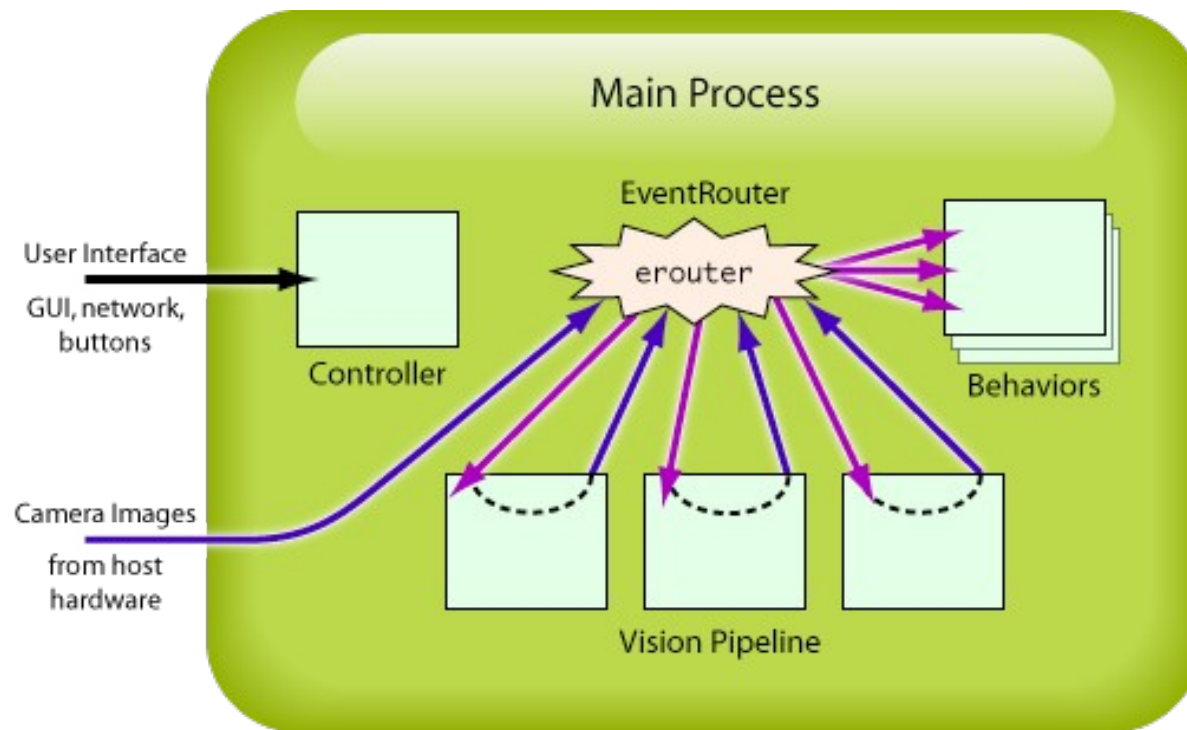 Main Process
EventRouter
erouter
User Interface
GUI, network,
buttons
Controller
Behaviors
Camera Images
from host
hardware
Vision Pipeline